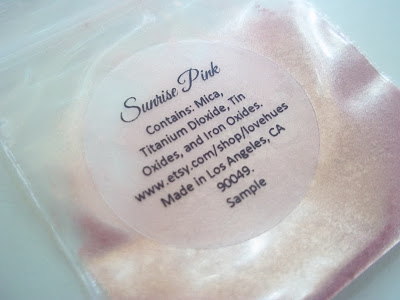 Sunrise Pink
Contains: Mica,
Titanium Dioxide, Tin
Oxides, and Iron Oxides.
www.etsy.com/shop/lovehues
Made in Los Angeles, CA
90049.
Sample